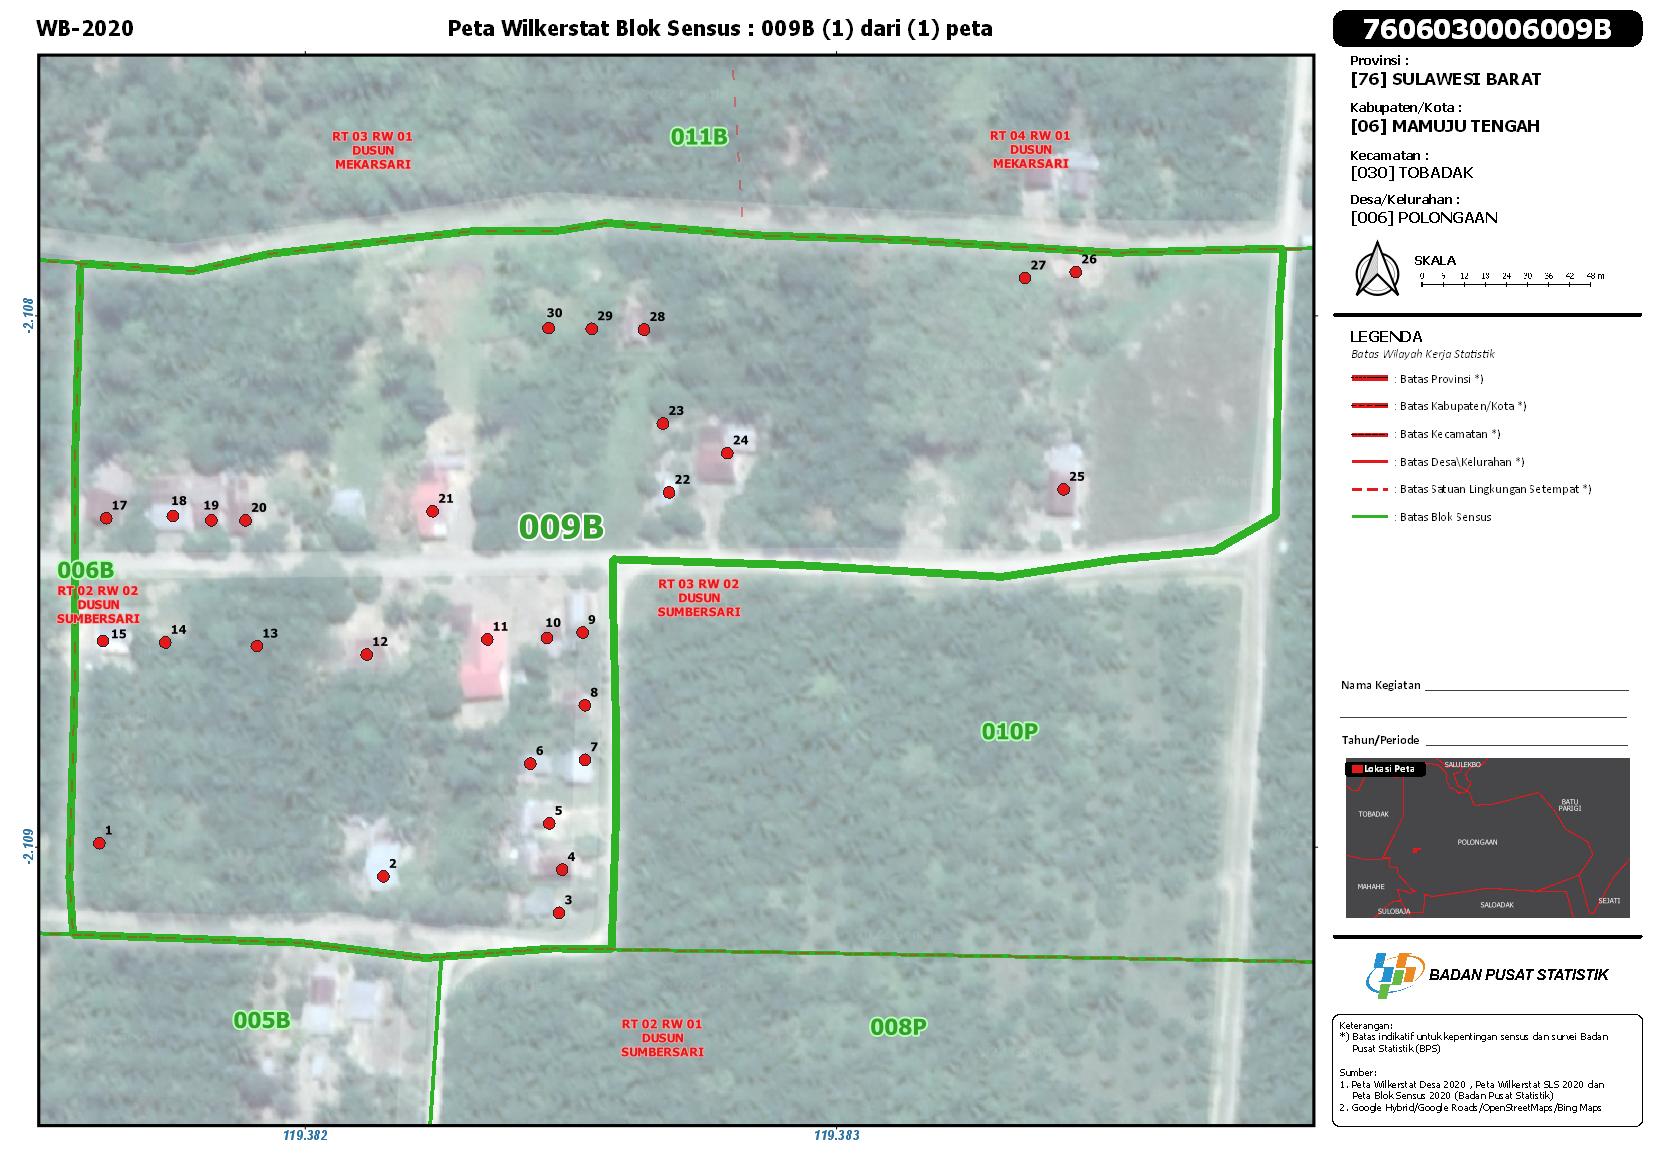 WB-2020
Peta Wilkerstat Blok Sensus : 009B (1) dari (1) peta
7606030006009B
Provinsi :
[76] SULAWESI BARAT
Kabupaten/Kota :
[06] MAMUJU TENGAH
Kecamatan :
[030] TOBADAK
Desa/Kelurahan :
[006] POLONGAAN
SKALA
0 6 12 18 24 30 36 42 48 m
LEGENDA
Batas Wilayah Kerja Statistik
: Batas Provinsi *)
: Batas Kabupaten/Kota *)
: Batas Kecamatan *)
: Batas Desa\Kelurahan *)
: Batas Satuan Lingkungan Setempat *)
: Batas Blok Sensus
Nama Kegiatan
Tahun/Periode
Lokasi Peta
SALULEKBO
BATU
PARIGI
TOBADAK
POLONGAAN
MAHAHE
SULOBAJA
SALOADAK
SEJATI
BADAN PUSAT STATISTIK
Keterangan:
*) Batas indikatif untuk kepentingan sensus dan survei Badan
Pusat Statistik (BPS)
Sumber:
1. Peta Wilkerstat Desa 2020 , Peta Wilkerstat SLS 2020 dan
Peta Blok Sensus 2020 (Badan Pusat Statistik)
2. Google Hybrid/Google Roads/OpenStreetMaps/Bing Maps
RT 03 RW 01
DUSUN
MEKARSARI
011B
RT 04 RW 01
DUSUN
MEKARSARI
27
26
30
29
28
-2.108
23
24
22
25
17
18
19
20
21
009B
006B
RT 02 RW 02
DUSUN
SUMBERSARI
RT 03 RW 02
DUSUN
SUMBERSARI
15
14
13
12
11
10
9
8
010P
7
6
5
1
-2.109
2
4
3
005B
RT 02 RW 01
DUSUN
SUMBERSARI
008P
119.382
119.383